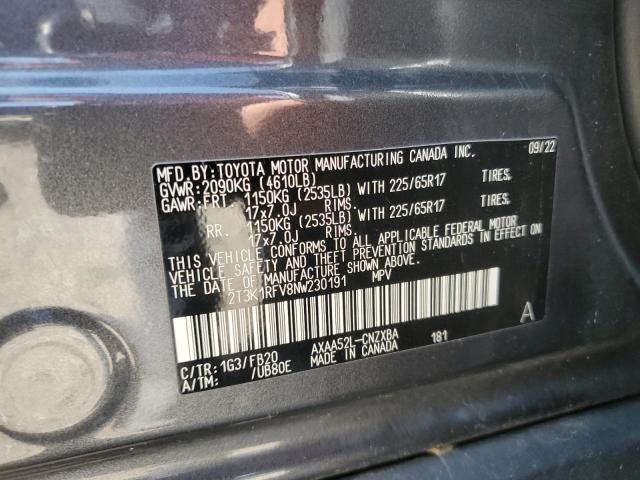 MFD.BY:TOYOTA MOTOR MANUFACTURING CANADA INC. 09/22
GVWR:2090KG (4610LB)
GAWR:FRT. 1150KG (2535LB) WITH 225/65R17 TIRES,
17x7.0J RIMS,
RR. 1150KG (2535LB) WITH 225/65R17 TIRES,
17x7.0J RIMS,
THIS VEHICLE CONFORMS TO ALL APPLICABLE FEDERAL MOTOR
VEHICLE SAFETY AND THEFT PREVENTION STANDARDS IN EFFECT ON
THE DATE OF MANUFACTURE SHOWN ABOVE.
2T3K1RFV8NW230191 MPV
C/TR: 1G3/FB20 AXAA52L-CNZXBA 181 A
A/TM: /UB80E MADE IN CANADA